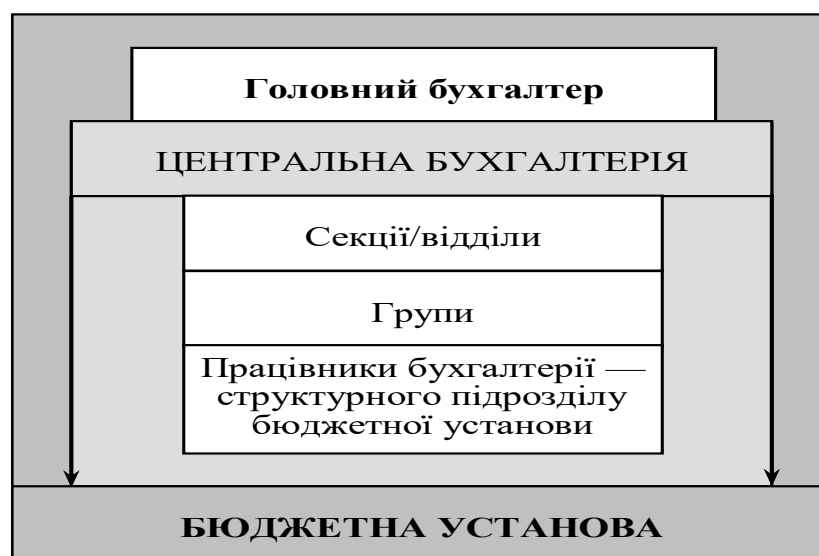 Головний бухгалтер
ЦЕНТРАЛЬНА БУХГАЛТЕРІЯ
Секції/відділи
Групи
Працівники бухгалтерії —
структурного підрозділу
бюджетної установи
БЮДЖЕТНА УСТАНОВА